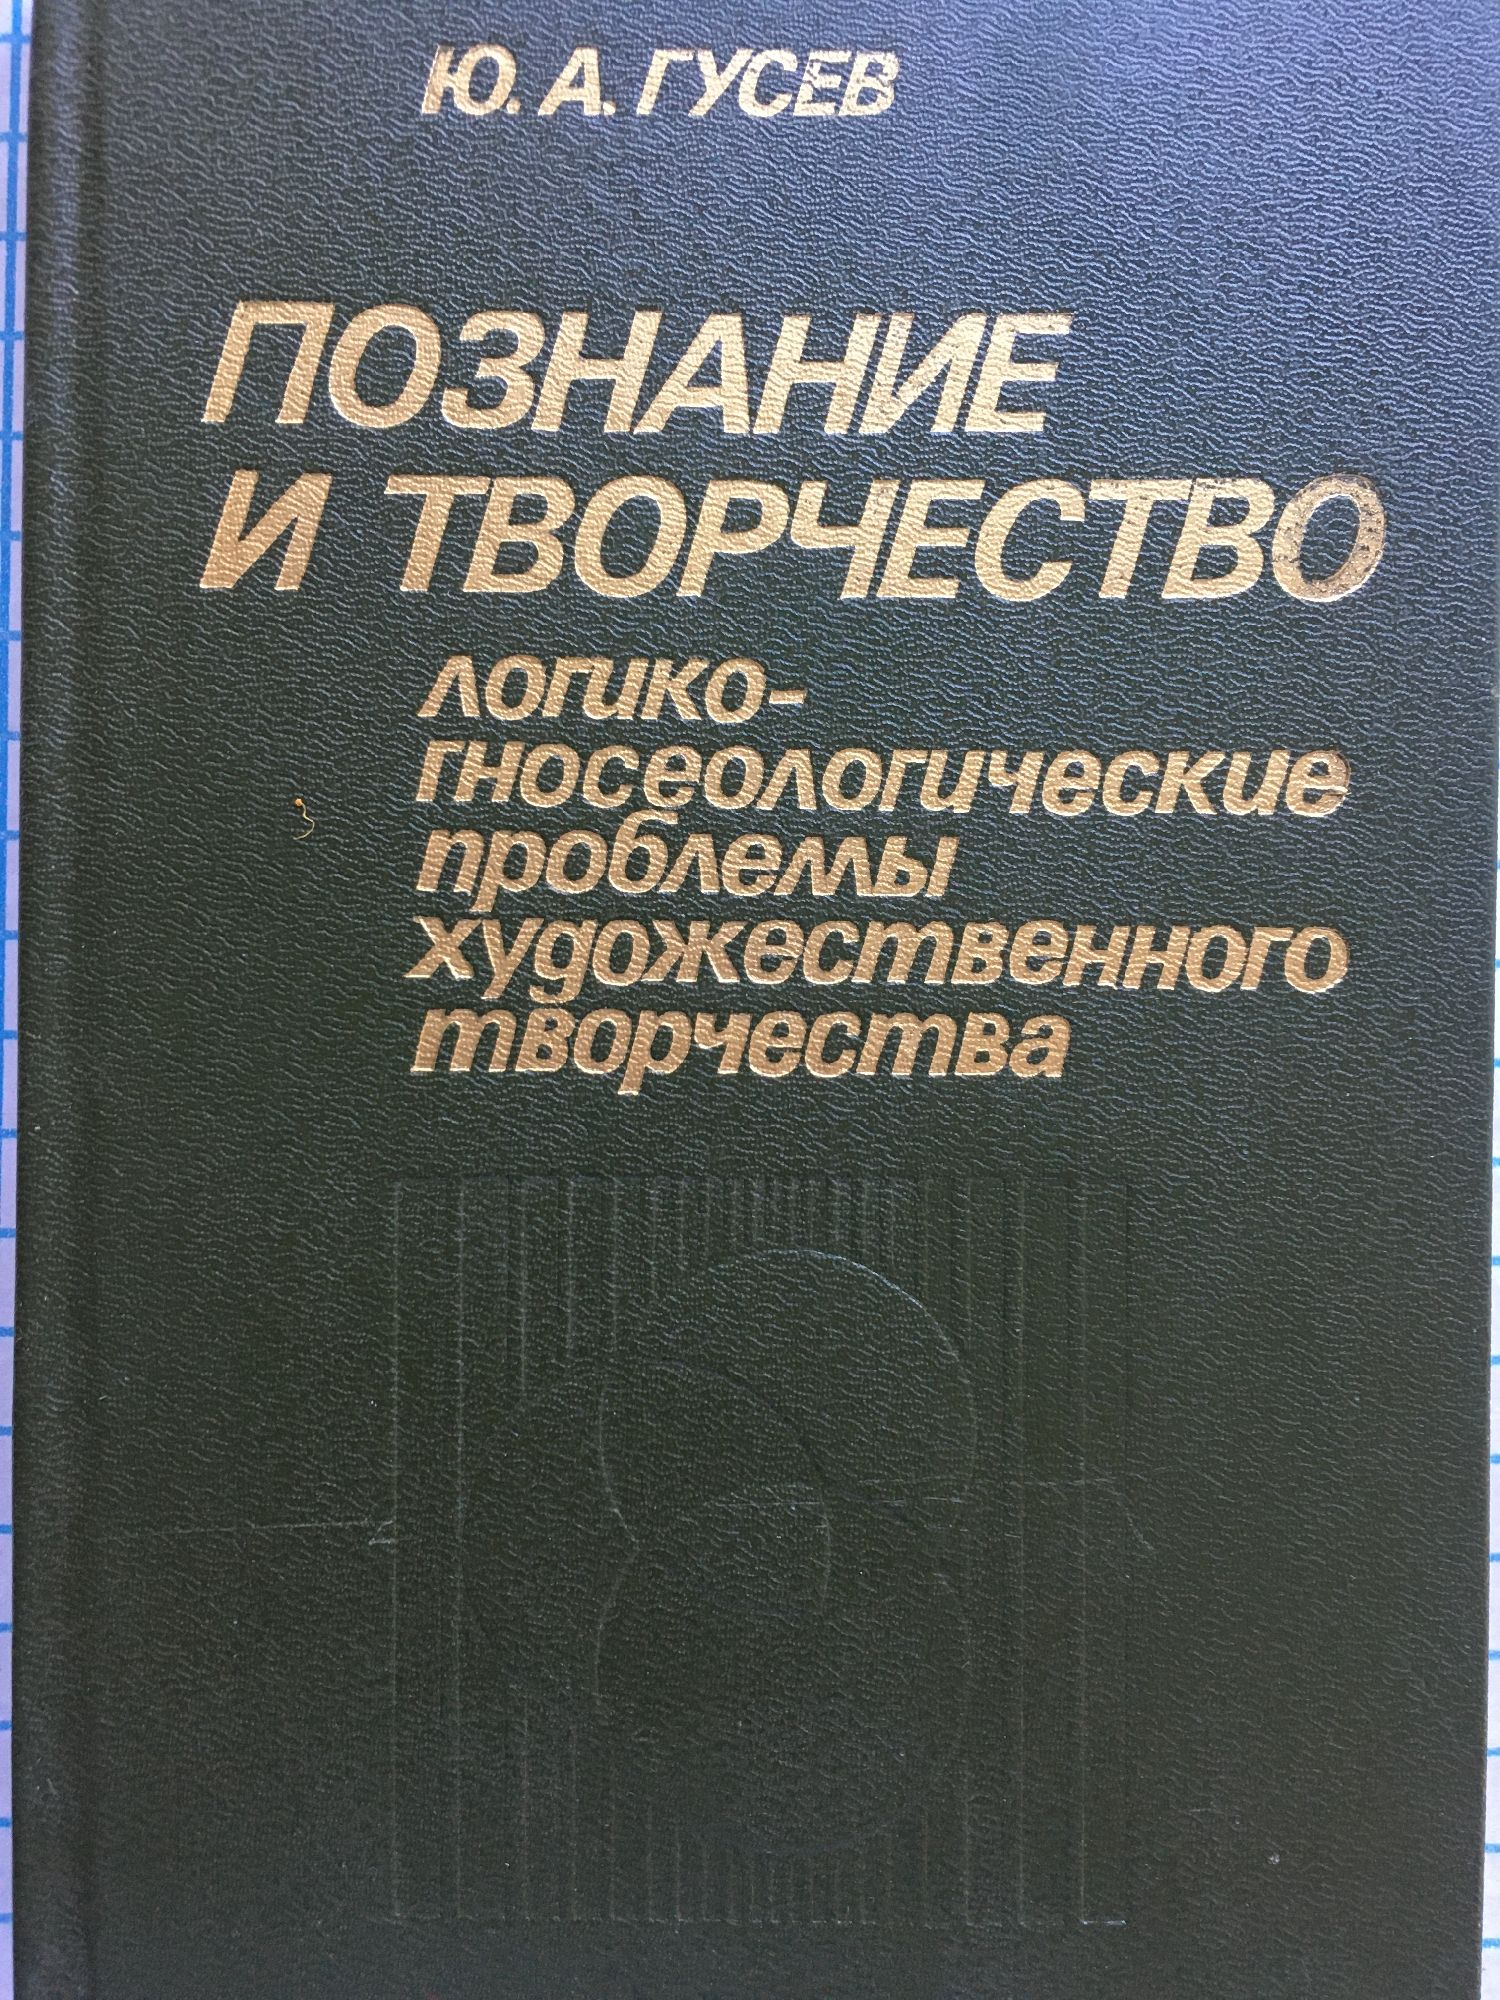 Ю. А. ГУСЕВ
ПОЗНАНИЕ
И ТВОРЧЕСТВО
логико-
гносеологические
проблемы
художественного
творчества